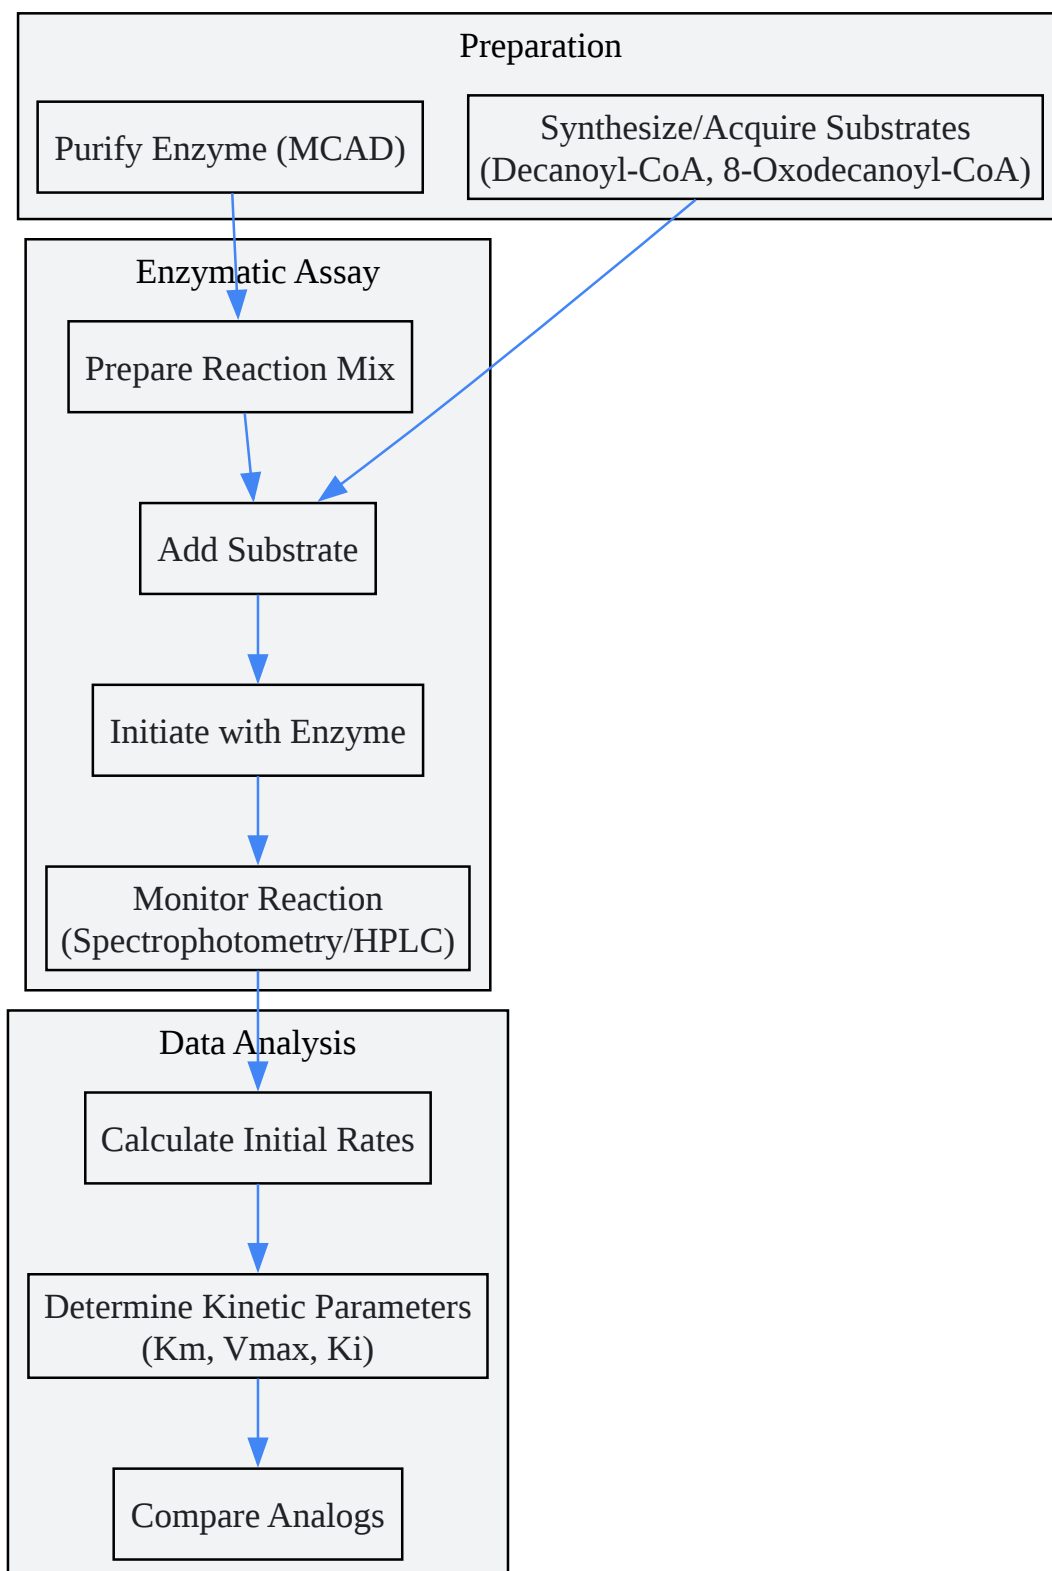 Preparation
Purify Enzyme (MCAD)
Synthesize/Acquire Substrates
(Decanoyl-CoA, 8-Oxodecanoyl-CoA)
Enzymatic Assay
Prepare Reaction Mix
Add Substrate
Initiate with Enzyme
Monitor Reaction
(Spectrophotometry/HPLC)
Data Analysis
Calculate Initial Rates
Determine Kinetic Parameters
(Km, Vmax, Ki)
Compare Analogs